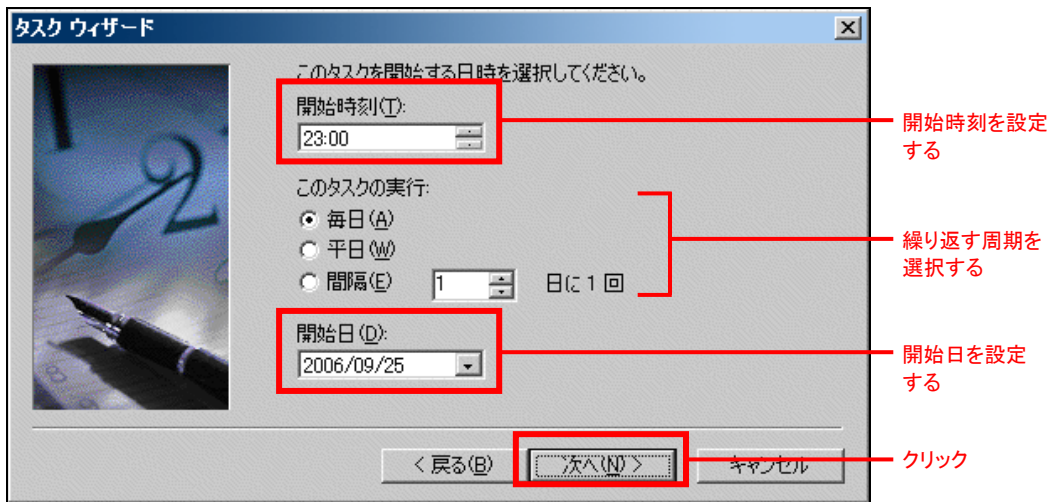 タスク ウィザード
このタスクを開始する日時を選択してください。
開始時刻(T):
23:00
開始時刻を設定
する
このタスクの実行:
毎日(A)
平日(W)
間隔(E) 1 日に 1 回
繰り返す周期を
選択する
開始日(D):
2006/09/25
開始日を設定
する
< 戻る(B) 次へ(N) > キャンセル
クリック